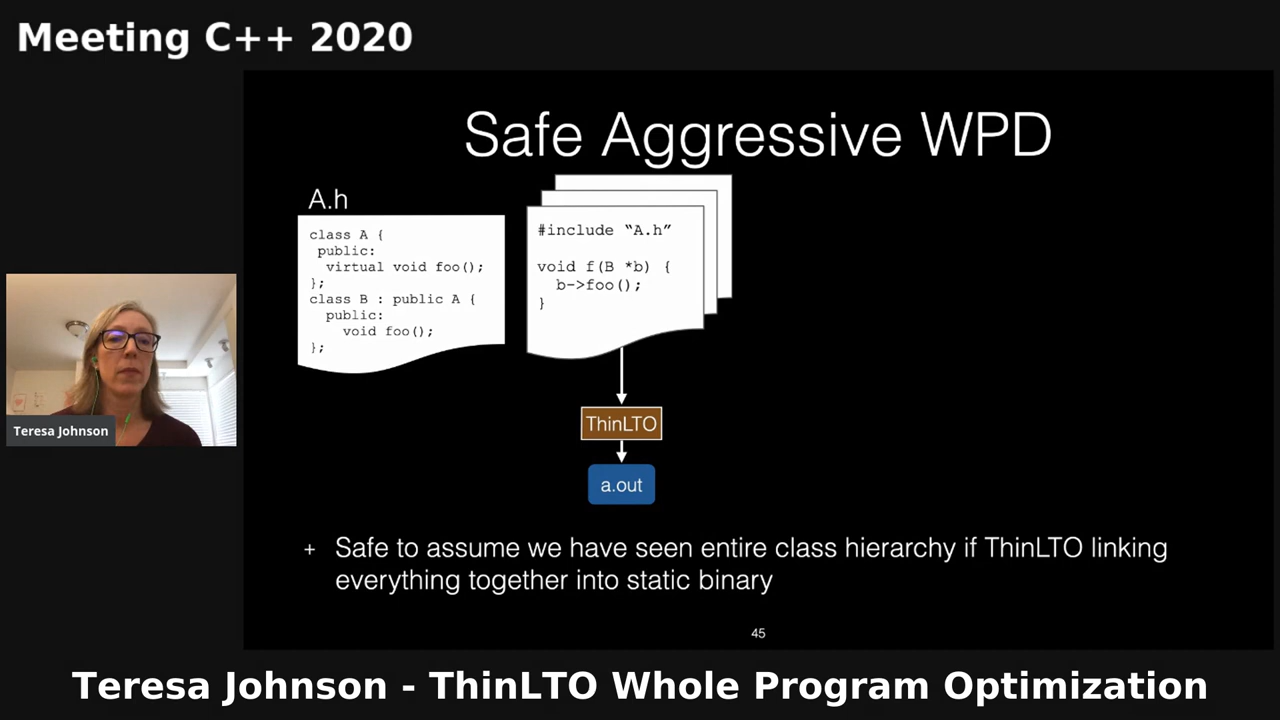 Meeting C++ 2020
Safe Aggressive WPD
A.h
class A {
public:
virtual void foo();
};
class B : public A {
public:
void foo();
};
#include “A.h”
void f(B *b) {
b->foo();
}
ThinLTO
a.out
Teresa Johnson
+ Safe to assume we have seen entire class hierarchy if ThinLTO linking
everything together into static binary
45
Teresa Johnson - ThinLTO Whole Program Optimization